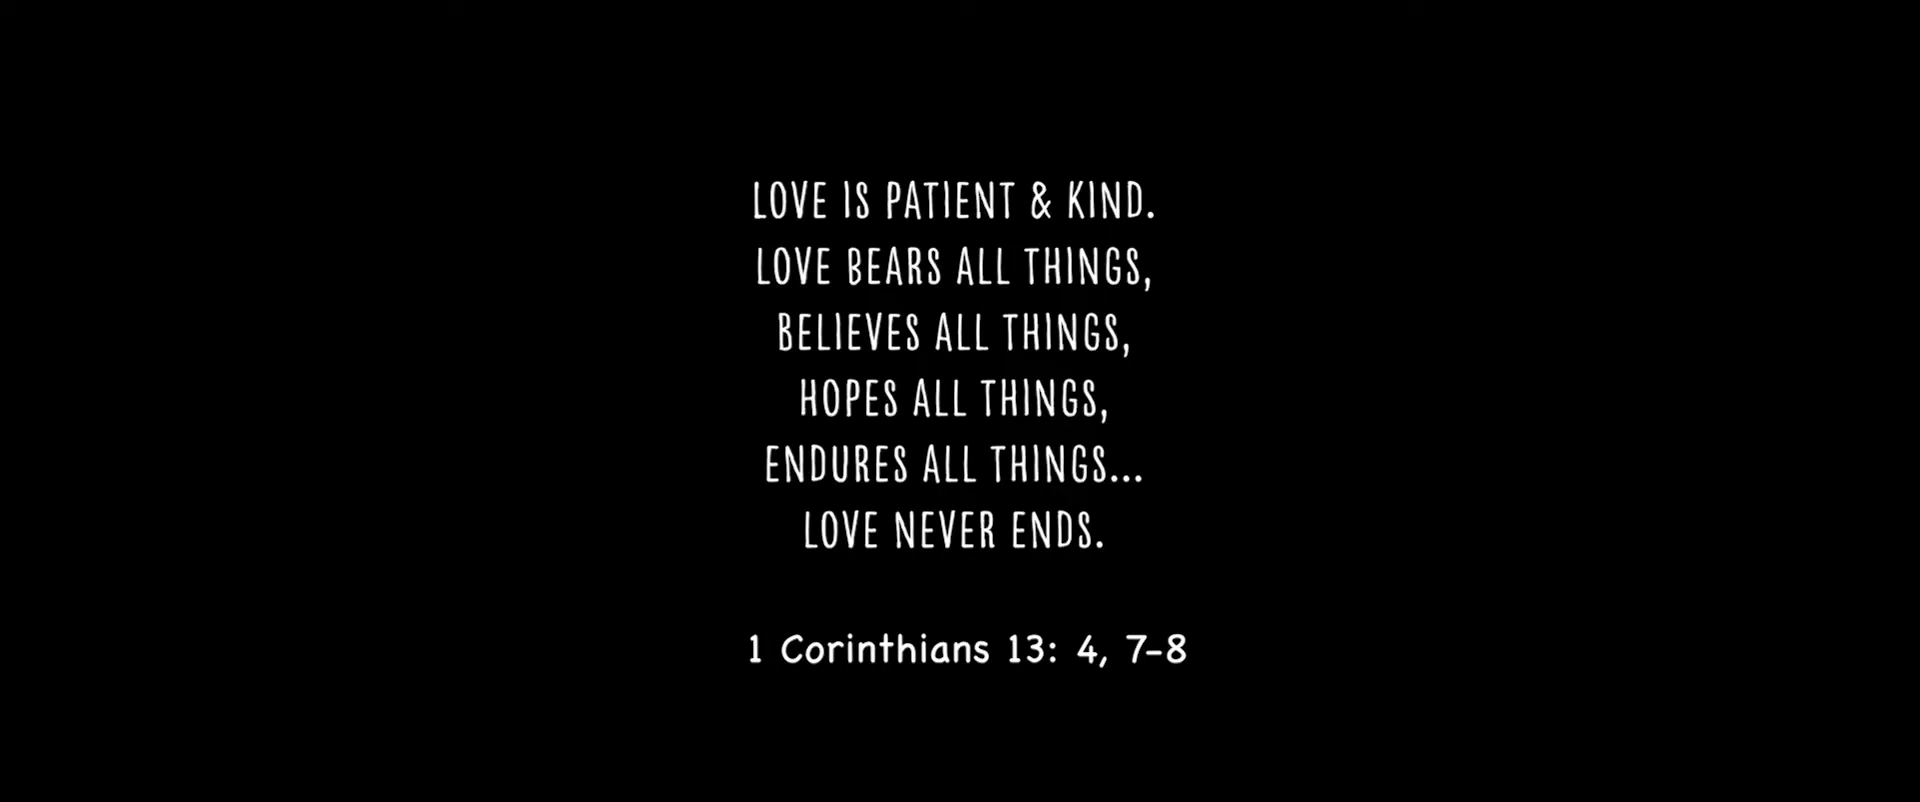 LOVE IS PATIENT & KIND.
LOVE BEARS ALL THINGS,
BELIEVES ALL THINGS,
HOPES ALL THINGS,
ENDURES ALL THINGS...
LOVE NEVER ENDS.
1 Corinthians 13: 4, 7-8